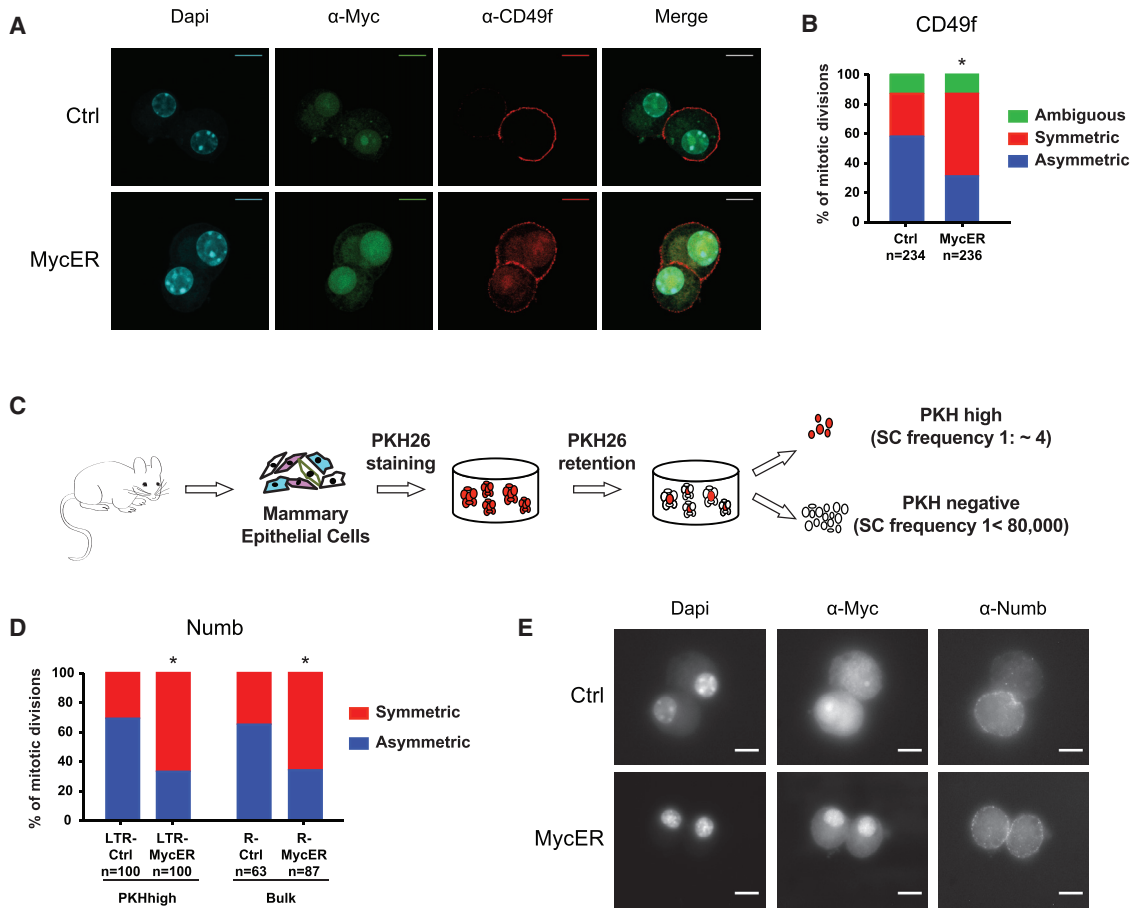 A
Dapi
α-Myc
α-CD49f
Merge
Ctrl
MycER
B
CD49f
*
% of mitotic divisions
100
80
60
40
20
0
Ctrl
n=234
MycER
n=236
Ambiguous
Symmetric
Asymmetric
C
Mammary
Epithelial Cells
PKH26
staining
PKH26
retention
PKH high
(SC frequency 1: ~ 4)
PKH negative
(SC frequency 1< 80,000)
D
Numb
*
*
% of mitotic divisions
100
80
60
40
20
0
LTR-
Ctrl
n=100
LTR-
MycER
n=100
R-
Ctrl
n=63
R-
MycER
n=87
PKHhigh
Bulk
Symmetric
Asymmetric
E
Dapi
α-Myc
α-Numb
Ctrl
MycER